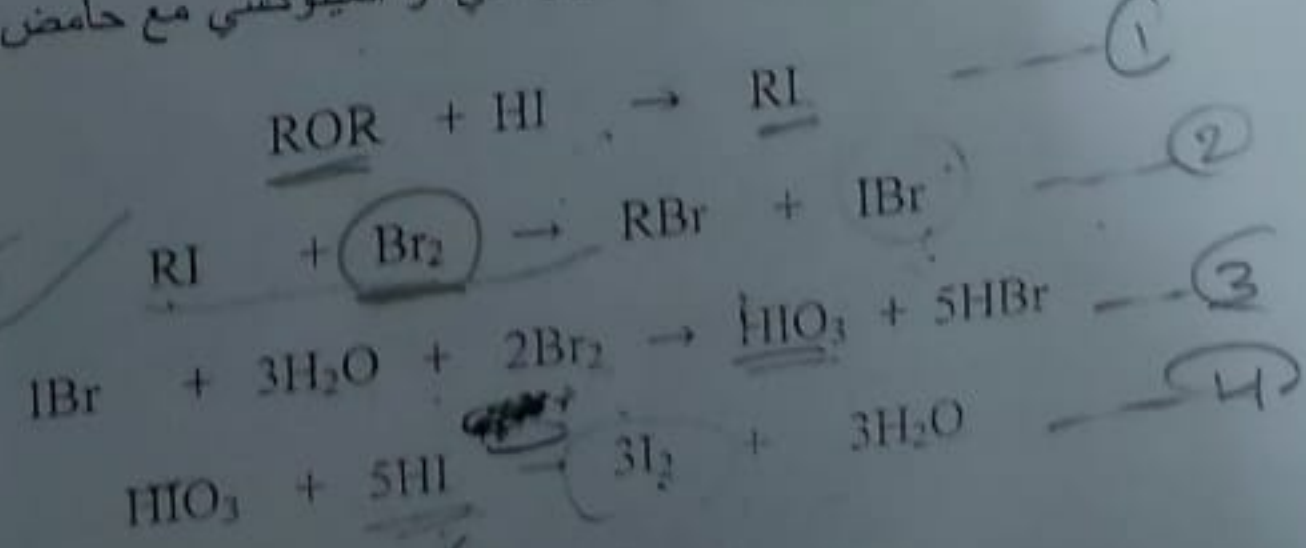 مع حامض
ROR + HI → RI --- 1
RI + Br₂ → RBr + IBr --- 2
IBr + 3H₂O + 2Br₂ → HIO₃ + 5HBr --- 3
HIO₃ + 5HI → 3I₂ + 3H₂O --- 4